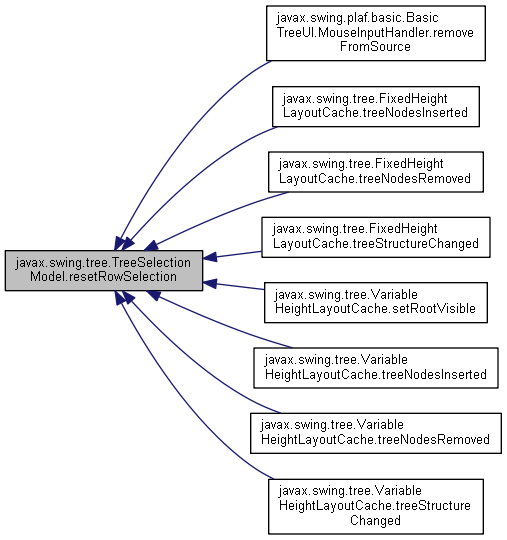 javax.swing.plaf.basic.Basic
TreeUI.MouseInputHandler.remove
FromSource
javax.swing.tree.FixedHeight
LayoutCache.treeNodesInserted
javax.swing.tree.FixedHeight
LayoutCache.treeNodesRemoved
javax.swing.tree.FixedHeight
LayoutCache.treeStructureChanged
javax.swing.tree.TreeSelection
Model.resetRowSelection
javax.swing.tree.Variable
HeightLayoutCache.setRootVisible
javax.swing.tree.Variable
HeightLayoutCache.treeNodesInserted
javax.swing.tree.Variable
HeightLayoutCache.treeNodesRemoved
javax.swing.tree.Variable
HeightLayoutCache.treeStructure
Changed